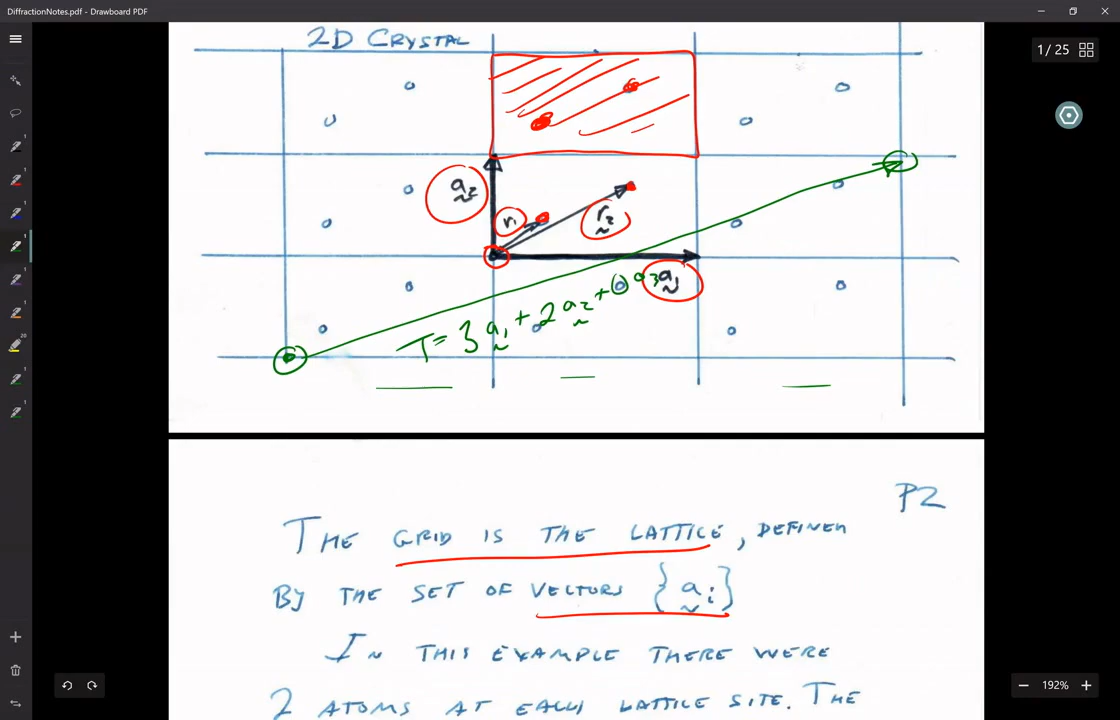 DiffractionNotes.pdf - Drawboard PDF
1/25
2D CRYSTAL
a2
r1
r2
a1
T = 3a1 + 2a2 + 0a3
P2
THE GRID IS THE LATTICE, DEFINED
BY THE SET OF VECTORS {ai}
IN THIS EXAMPLE THERE WERE
2 ATOMS AT EACH LATTICE SITE. THE
192%